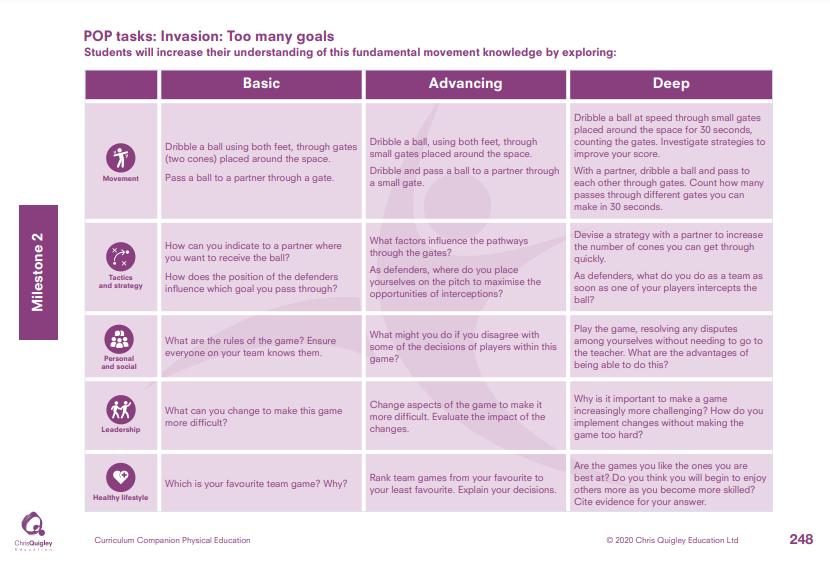 POP tasks: Invasion: Too many goals
Students will increase their understanding of this fundamental movement knowledge by exploring:
Basic
Advancing
Deep
Movement
Dribble a ball using both feet, through gates
(two cones) placed around the space.
Pass a ball to a partner through a gate.
Dribble a ball, using both feet, through
small gates placed around the space.
Dribble and pass a ball to a partner through
a small gate.
Dribble a ball at speed through small gates
placed around the space for 30 seconds,
counting the gates. Investigate strategies to
improve your score.
With a partner, dribble a ball and pass to
each other through gates. Count how many
passes through different gates you can
make in 30 seconds.
Milestone 2
Tactics
and strategy
How can you indicate to a partner where
you want to receive the ball?
How does the position of the defenders
influence which goal you pass through?
What factors influence the pathways
through the gates?
As defenders, where do you place
yourselves on the pitch to maximise the
opportunities of interceptions?
Devise a strategy with a partner to increase
the number of cones you can get through
quickly.
As defenders, what do you do as a team as
soon as one of your players intercepts the
ball?
Personal
and social
What are the rules of the game? Ensure
everyone on your team knows them.
What might you do if you disagree with
some of the decisions of players within this
game?
Play the game, resolving any disputes
among yourselves without needing to go to
the teacher. What are the advantages of
being able to do this?
Leadership
What can you change to make this game
more difficult?
Change aspects of the game to make it
more difficult. Evaluate the impact of the
changes.
Why is it important to make a game
increasingly more challenging? How do you
implement changes without making the
game too hard?
Healthy lifestyle
Which is your favourite team game? Why?
Rank team games from your favourite to
your least favourite. Explain your decisions.
Are the games you like the ones you are
best at? Do you think you will begin to enjoy
others more as you become more skilled?
Cite evidence for your answer.
ChrisQuigley
Education
Curriculum Companion Physical Education
© 2020 Chris Quigley Education Ltd
248